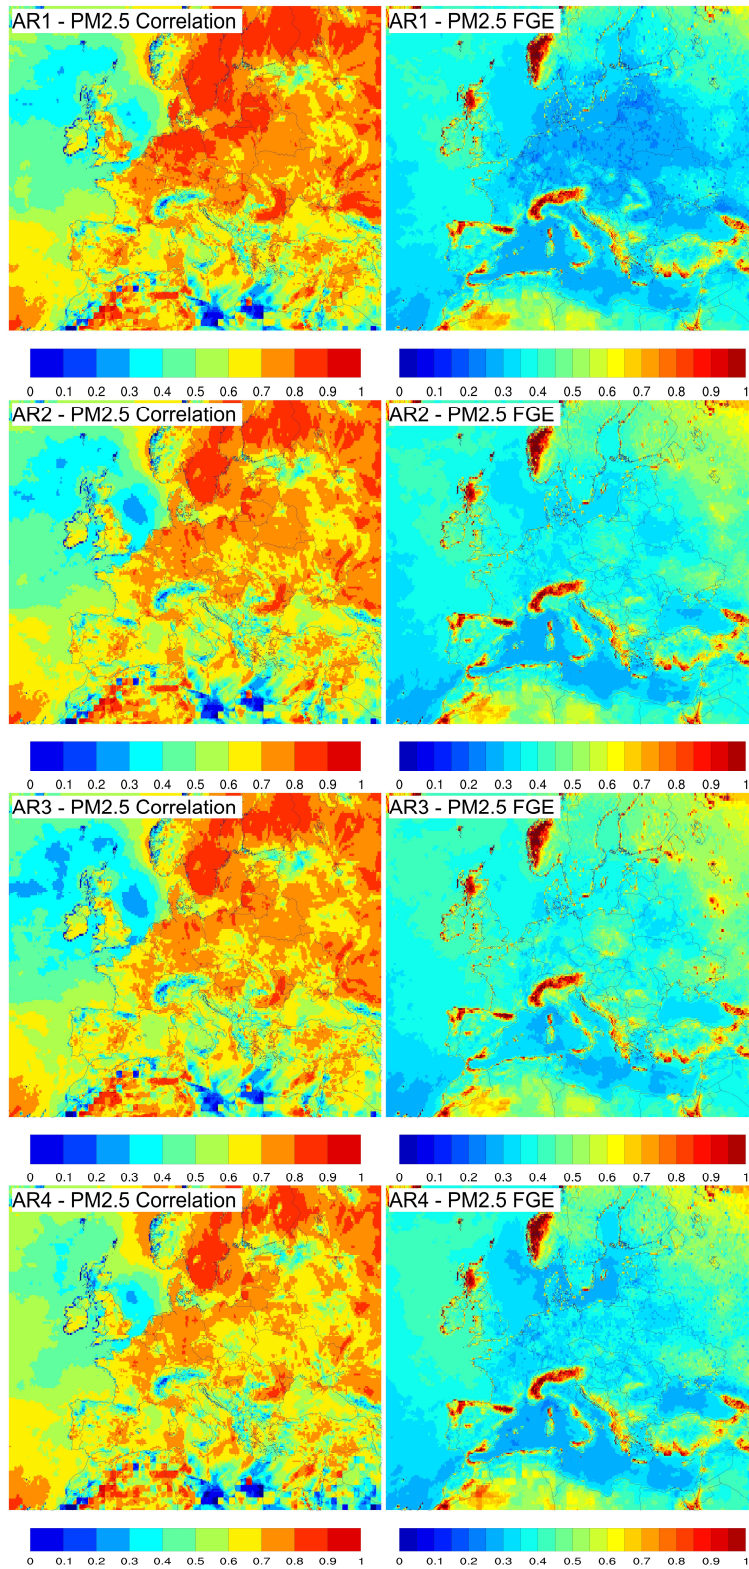 AR1 - PM2.5 Correlation
AR1 - PM2.5 FGE
0 0.1 0.2 0.3 0.4 0.5 0.6 0.7 0.8 0.9 1
0 0.1 0.2 0.3 0.4 0.5 0.6 0.7 0.8 0.9 1
AR2 - PM2.5 Correlation
AR2 - PM2.5 FGE
0 0.1 0.2 0.3 0.4 0.5 0.6 0.7 0.8 0.9 1
0 0.1 0.2 0.3 0.4 0.5 0.6 0.7 0.8 0.9 1
AR3 - PM2.5 Correlation
AR3 - PM2.5 FGE
0 0.1 0.2 0.3 0.4 0.5 0.6 0.7 0.8 0.9 1
0 0.1 0.2 0.3 0.4 0.5 0.6 0.7 0.8 0.9 1
AR4 - PM2.5 Correlation
AR4 - PM2.5 FGE
0 0.1 0.2 0.3 0.4 0.5 0.6 0.7 0.8 0.9 1
0 0.1 0.2 0.3 0.4 0.5 0.6 0.7 0.8 0.9 1